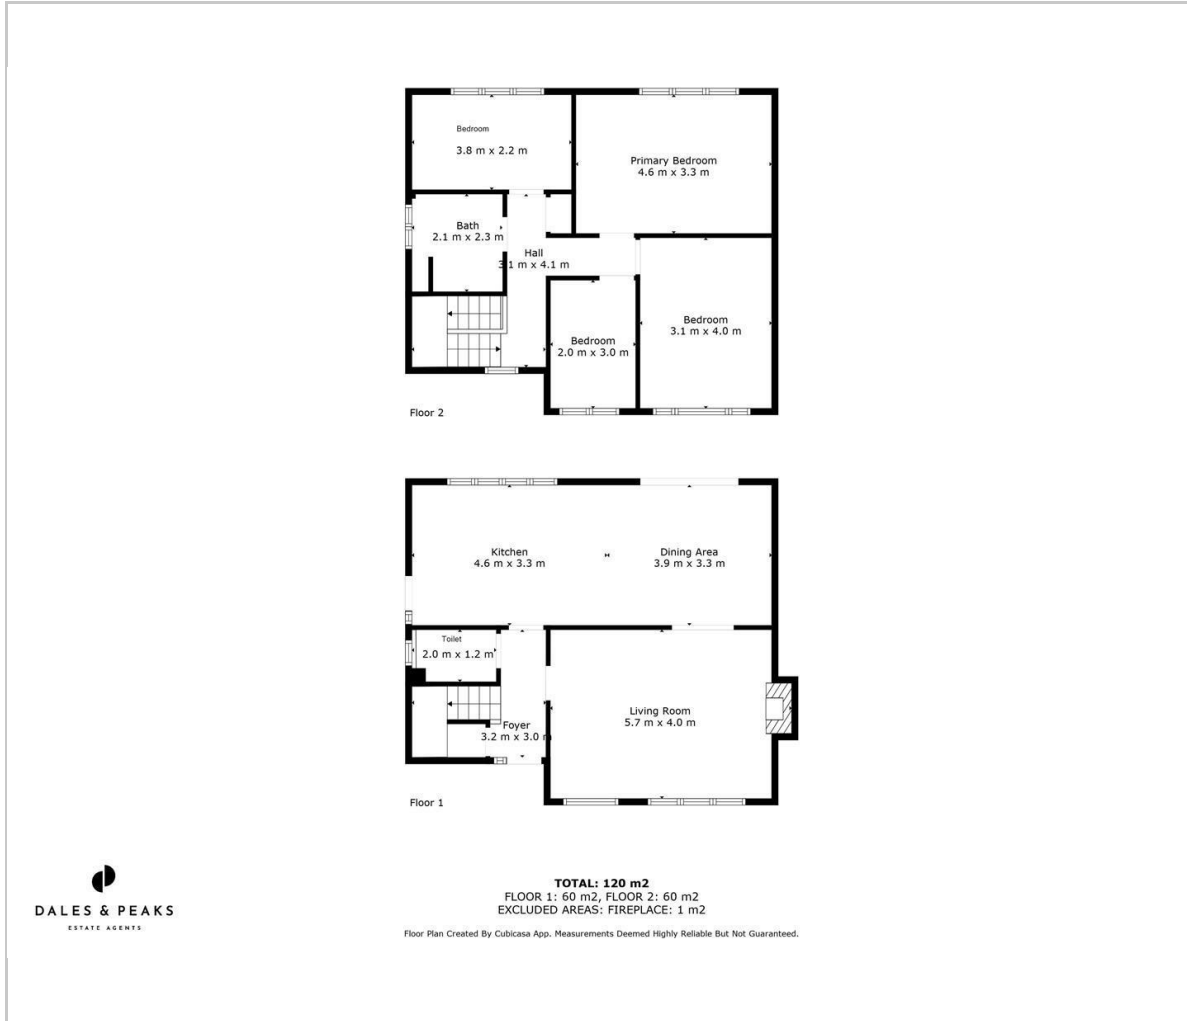 Bedroom
3.8 m x 2.2 m
Primary Bedroom
4.6 m x 3.3 m
Bath
2.1 m x 2.3 m
Hall
3.1 m x 4.1 m
Bedroom
3.1 m x 4.0 m
Bedroom
2.0 m x 3.0 m
Floor 2
Kitchen
4.6 m x 3.3 m
Dining Area
3.9 m x 3.3 m
Toilet
2.0 m x 1.2 m
Living Room
5.7 m x 4.0 m
Foyer
3.2 m x 3.0 m
Floor 1
DALES & PEAKS
ESTATE AGENTS
TOTAL: 120 m2
FLOOR 1: 60 m2, FLOOR 2: 60 m2
EXCLUDED AREAS: FIREPLACE: 1 m2
Floor Plan Created By Cubicasa App. Measurements Deemed Highly Reliable But Not Guaranteed.